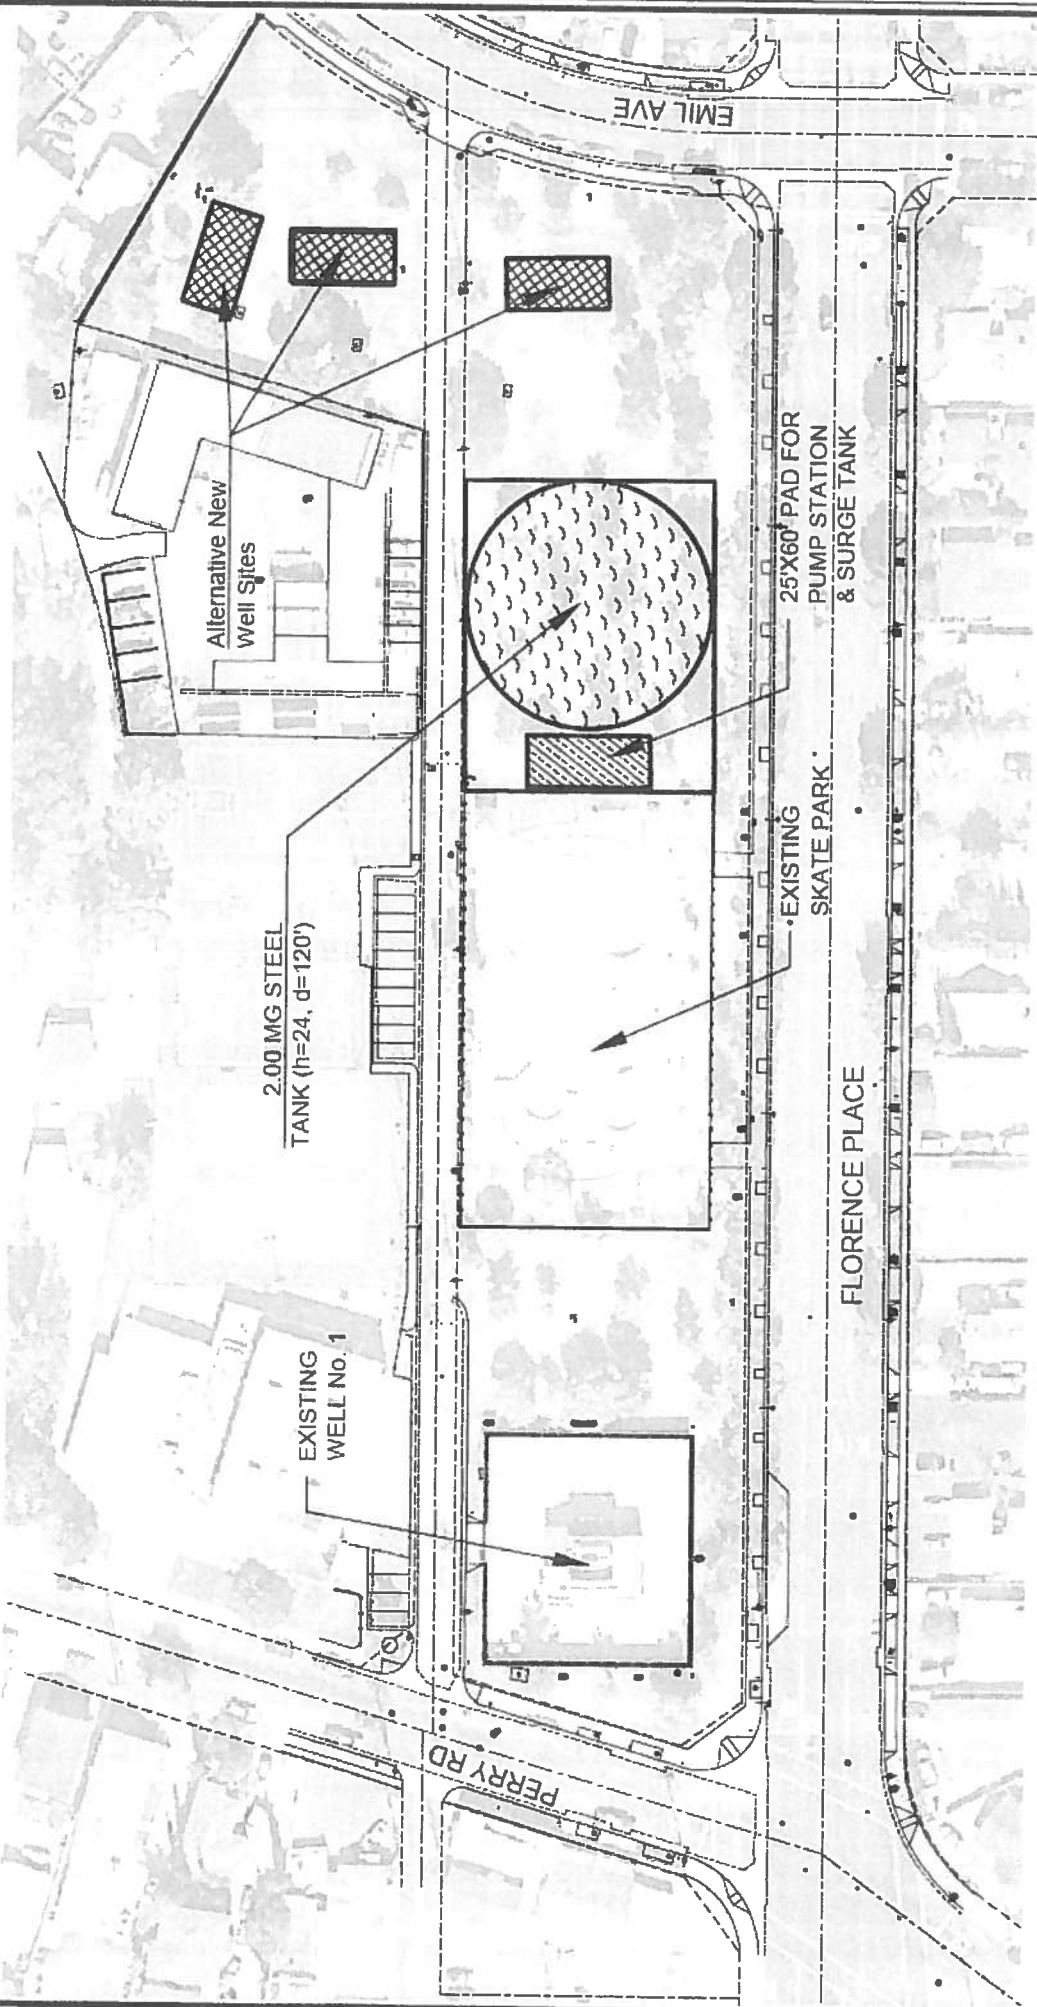 EMIL AVE
Alternative New
Well Sites
25'X60' PAD FOR
PUMP STATION
& SURGE TANK
2.00 MG STEEL
TANK (h=24, d=120')
EXISTING
SKATE PARK
FLORENCE PLACE
EXISTING
WELL No. 1
PERRY RD